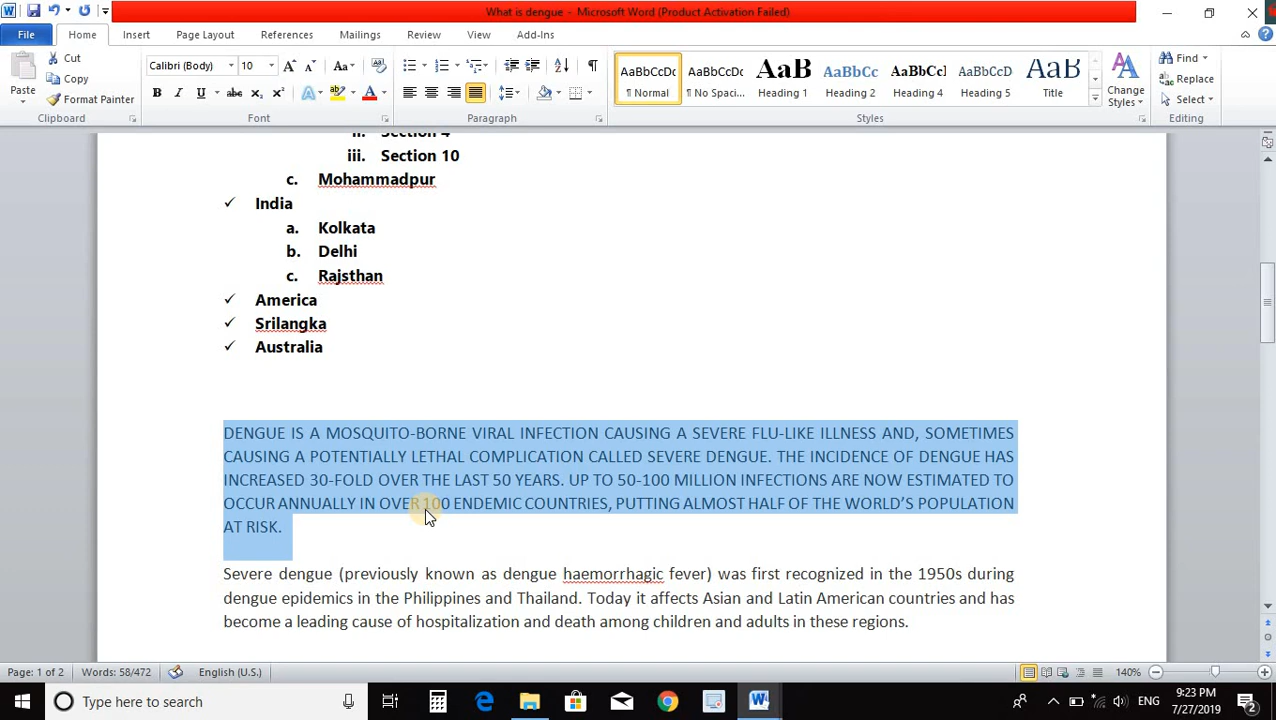 What is dengue - Microsoft Word (Product Activation Failed)
File Home Insert Page Layout References Mailings Review View Add-Ins
Paste Cut Copy Format Painter
Calibri (Body) 10
AaBbCcDc AaBbCcDc AaB AaBbCc AaBbCcI AaBbCcD AaB
¶ Normal ¶ No Spaci... Heading 1 Heading 2 Heading 4 Heading 5 Title
Change Styles
Find Replace Select
Clipboard Font Paragraph Styles Editing
ii. Section 4
iii. Section 10
c. Mohammadpur
✓ India
a. Kolkata
b. Delhi
c. Rajsthan
✓ America
✓ Srilangka
✓ Australia
DENGUE IS A MOSQUITO-BORNE VIRAL INFECTION CAUSING A SEVERE FLU-LIKE ILLNESS AND, SOMETIMES
CAUSING A POTENTIALLY LETHAL COMPLICATION CALLED SEVERE DENGUE. THE INCIDENCE OF DENGUE HAS
INCREASED 30-FOLD OVER THE LAST 50 YEARS. UP TO 50-100 MILLION INFECTIONS ARE NOW ESTIMATED TO
OCCUR ANNUALLY IN OVER 100 ENDEMIC COUNTRIES, PUTTING ALMOST HALF OF THE WORLD’S POPULATION
AT RISK.
Severe dengue (previously known as dengue haemorrhagic fever) was first recognized in the 1950s during
dengue epidemics in the Philippines and Thailand. Today it affects Asian and Latin American countries and has
become a leading cause of hospitalization and death among children and adults in these regions.
Page: 1 of 2 Words: 58/472 English (U.S.) 140%
Type here to search ENG 9:23 PM
7/27/2019 2